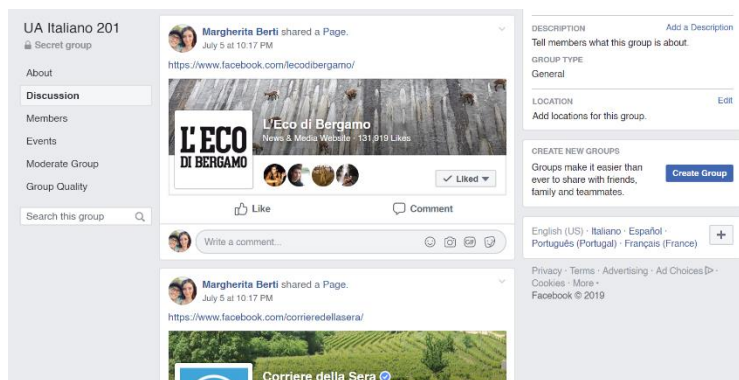 UA Italiano 201
Secret group
About
Discussion
Members
Events
Moderate Group
Group Quality
Search this group
Margherita Berti shared a Page.
July 5 at 10:17 PM
https://www.facebook.com/lecodibergamo/
L'ECO
DI BERGAMO
L'Eco di Bergamo
News & Media Website · 131,919 Likes
Liked
Like
Comment
Write a comment...
GIF
Margherita Berti shared a Page.
July 5 at 10:17 PM
https://www.facebook.com/corrieredellasera/
Corriere della Sera
DESCRIPTION
Add a Description
Tell members what this group is about.
GROUP TYPE
General
LOCATION
Edit
Add locations for this group.
CREATE NEW GROUPS
Groups make it easier than
ever to share with friends,
family and teammates.
Create Group
English (US) · Italiano · Español ·
Português (Portugal) · Français (France)
Privacy · Terms · Advertising · Ad Choices ·
Cookies · More
Facebook © 2019